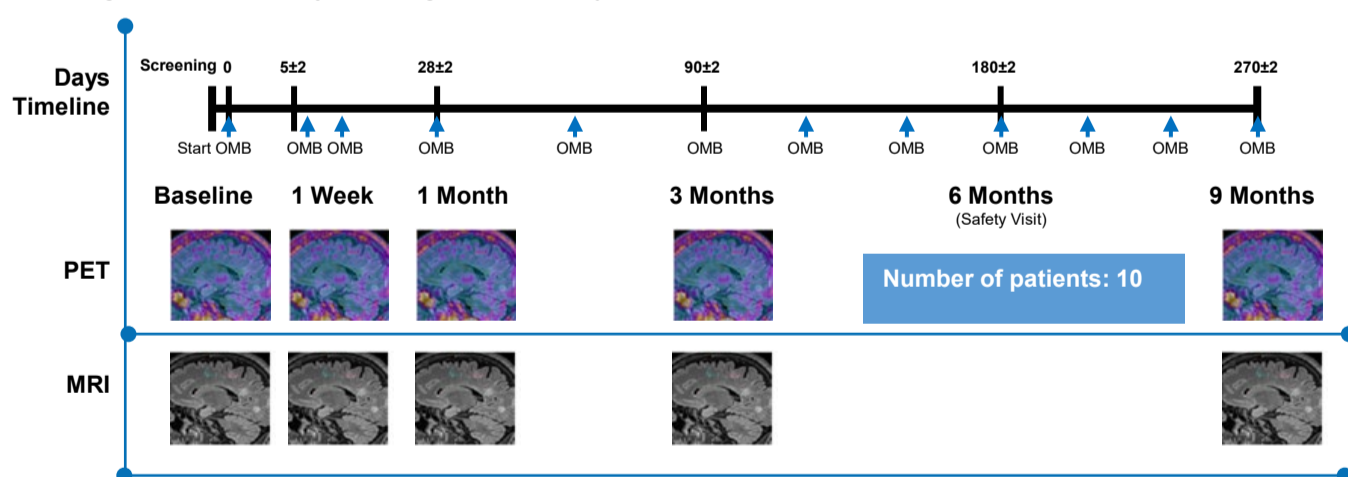 Days
Timeline
Screening 0 5±2 28±2 90±2 180±2 270±2
Start OMB OMB OMB OMB OMB OMB OMB OMB OMB OMB OMB OMB
Baseline 1 Week 1 Month 3 Months 6 Months 9 Months
(Safety Visit)
PET
Number of patients: 10
MRI